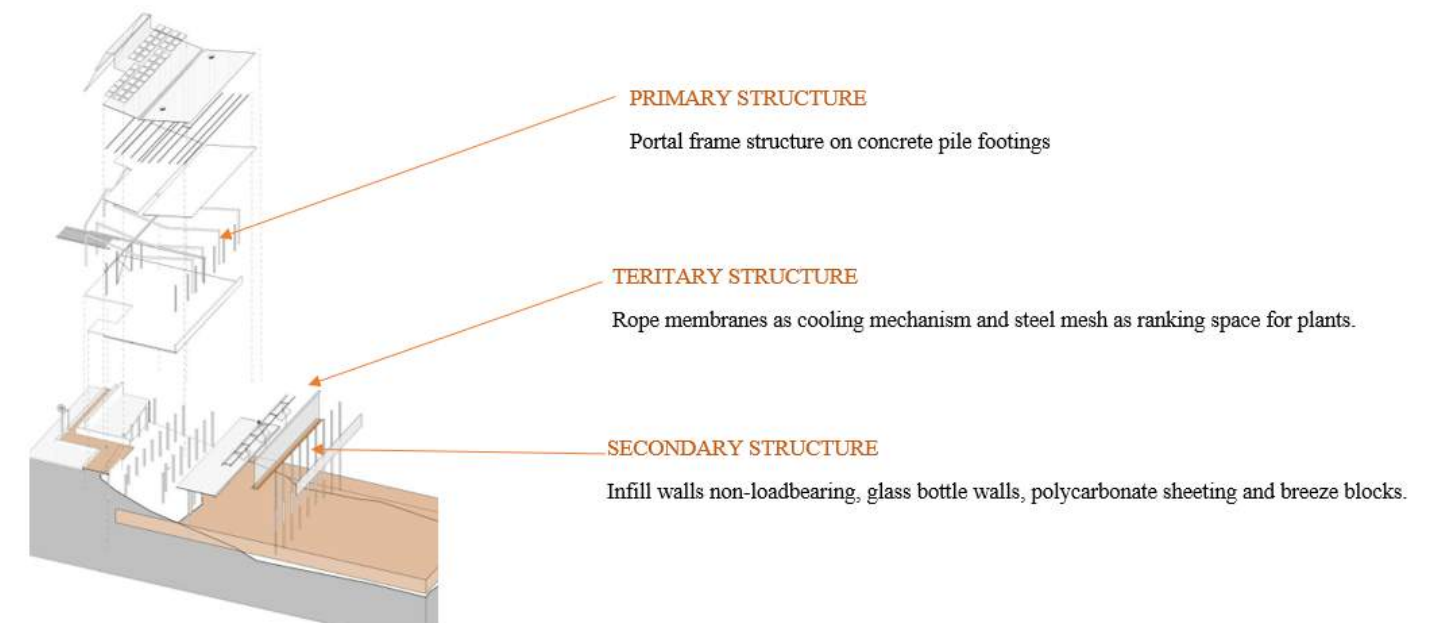 PRIMARY STRUCTURE
Portal frame structure on concrete pile footings
TERITARY STRUCTURE
Rope membranes as cooling mechanism and steel mesh as ranking space for plants.
SECONDARY STRUCTURE
Infill walls non-loadbearing, glass bottle walls, polycarbonate sheeting and breeze blocks.